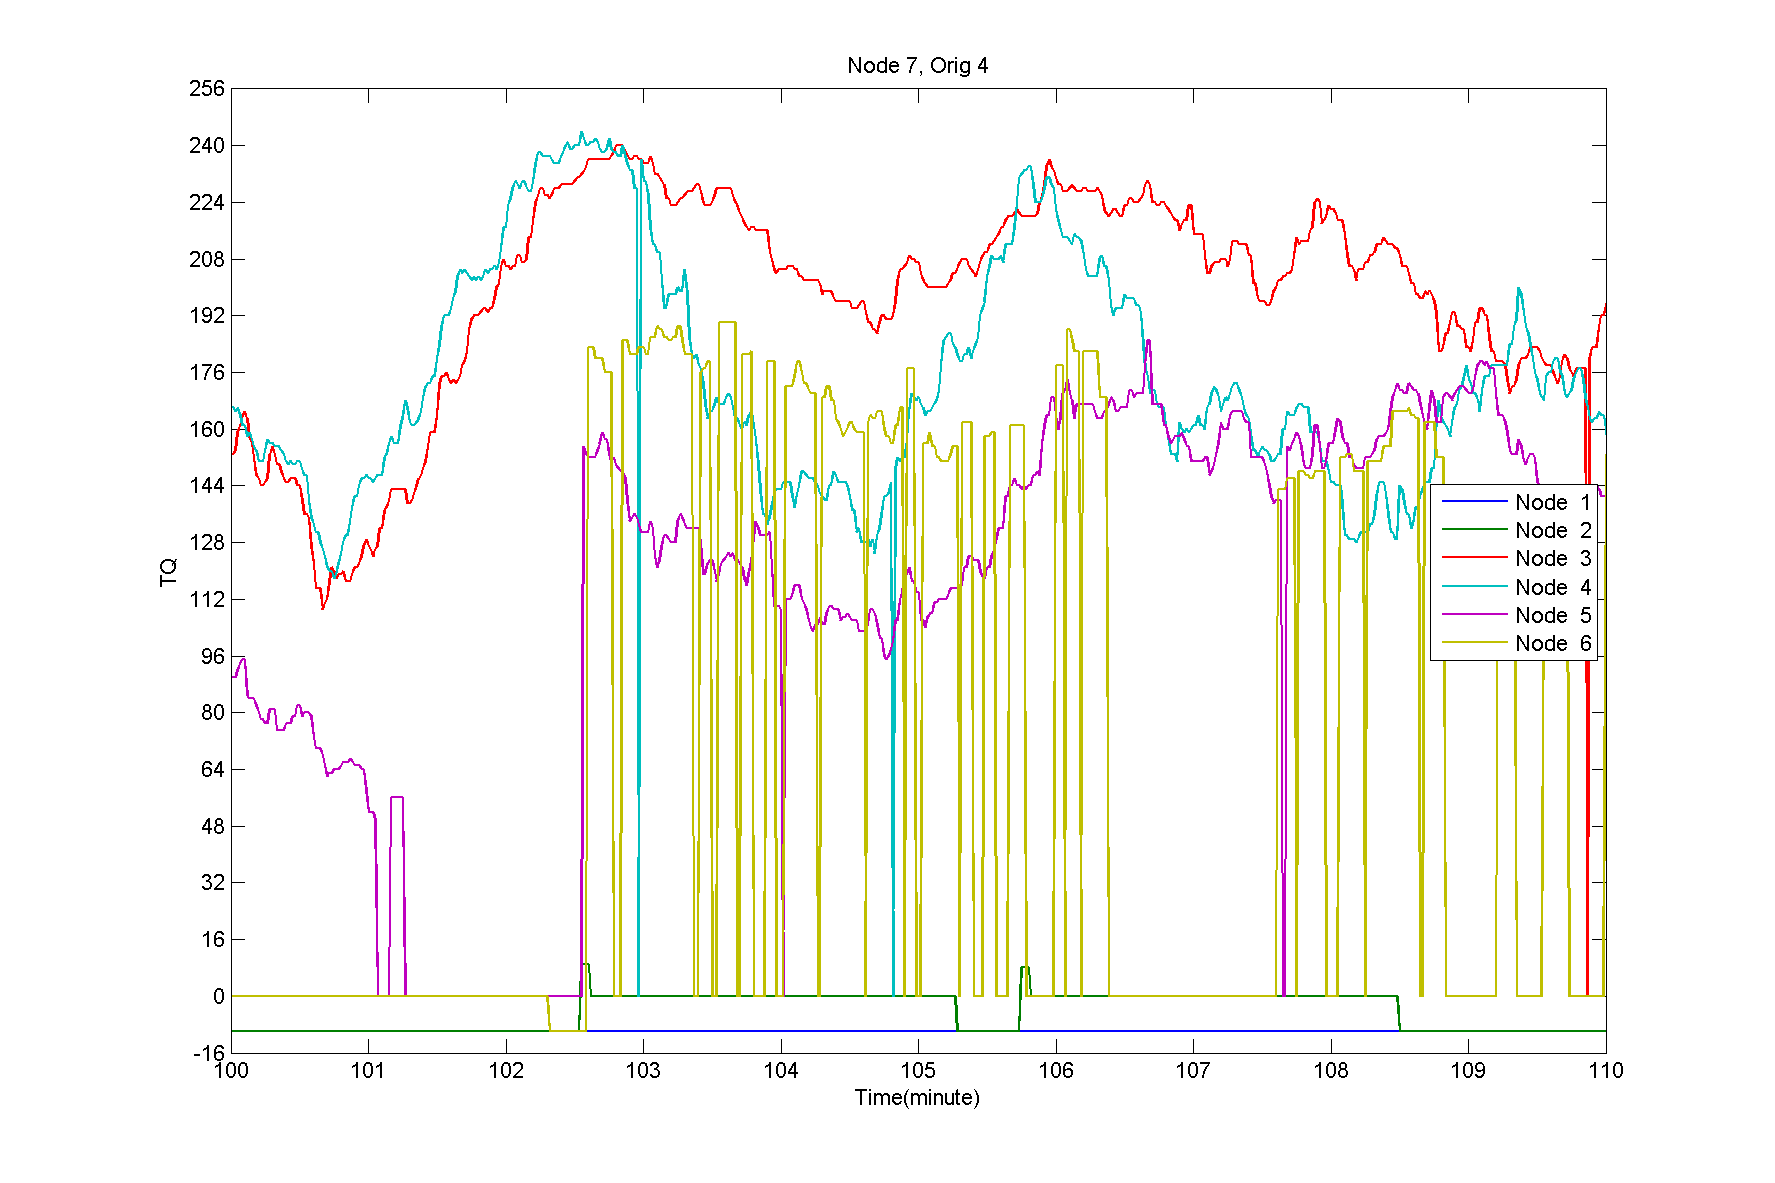 Node 7, Orig 4
256
240
224
208
192
176
160
144
128
112
96
80
64
48
32
16
0
-16
TQ
100 101 102 103 104 105 106 107 108 109 110
Time(minute)
Node 1
Node 2
Node 3
Node 4
Node 5
Node 6